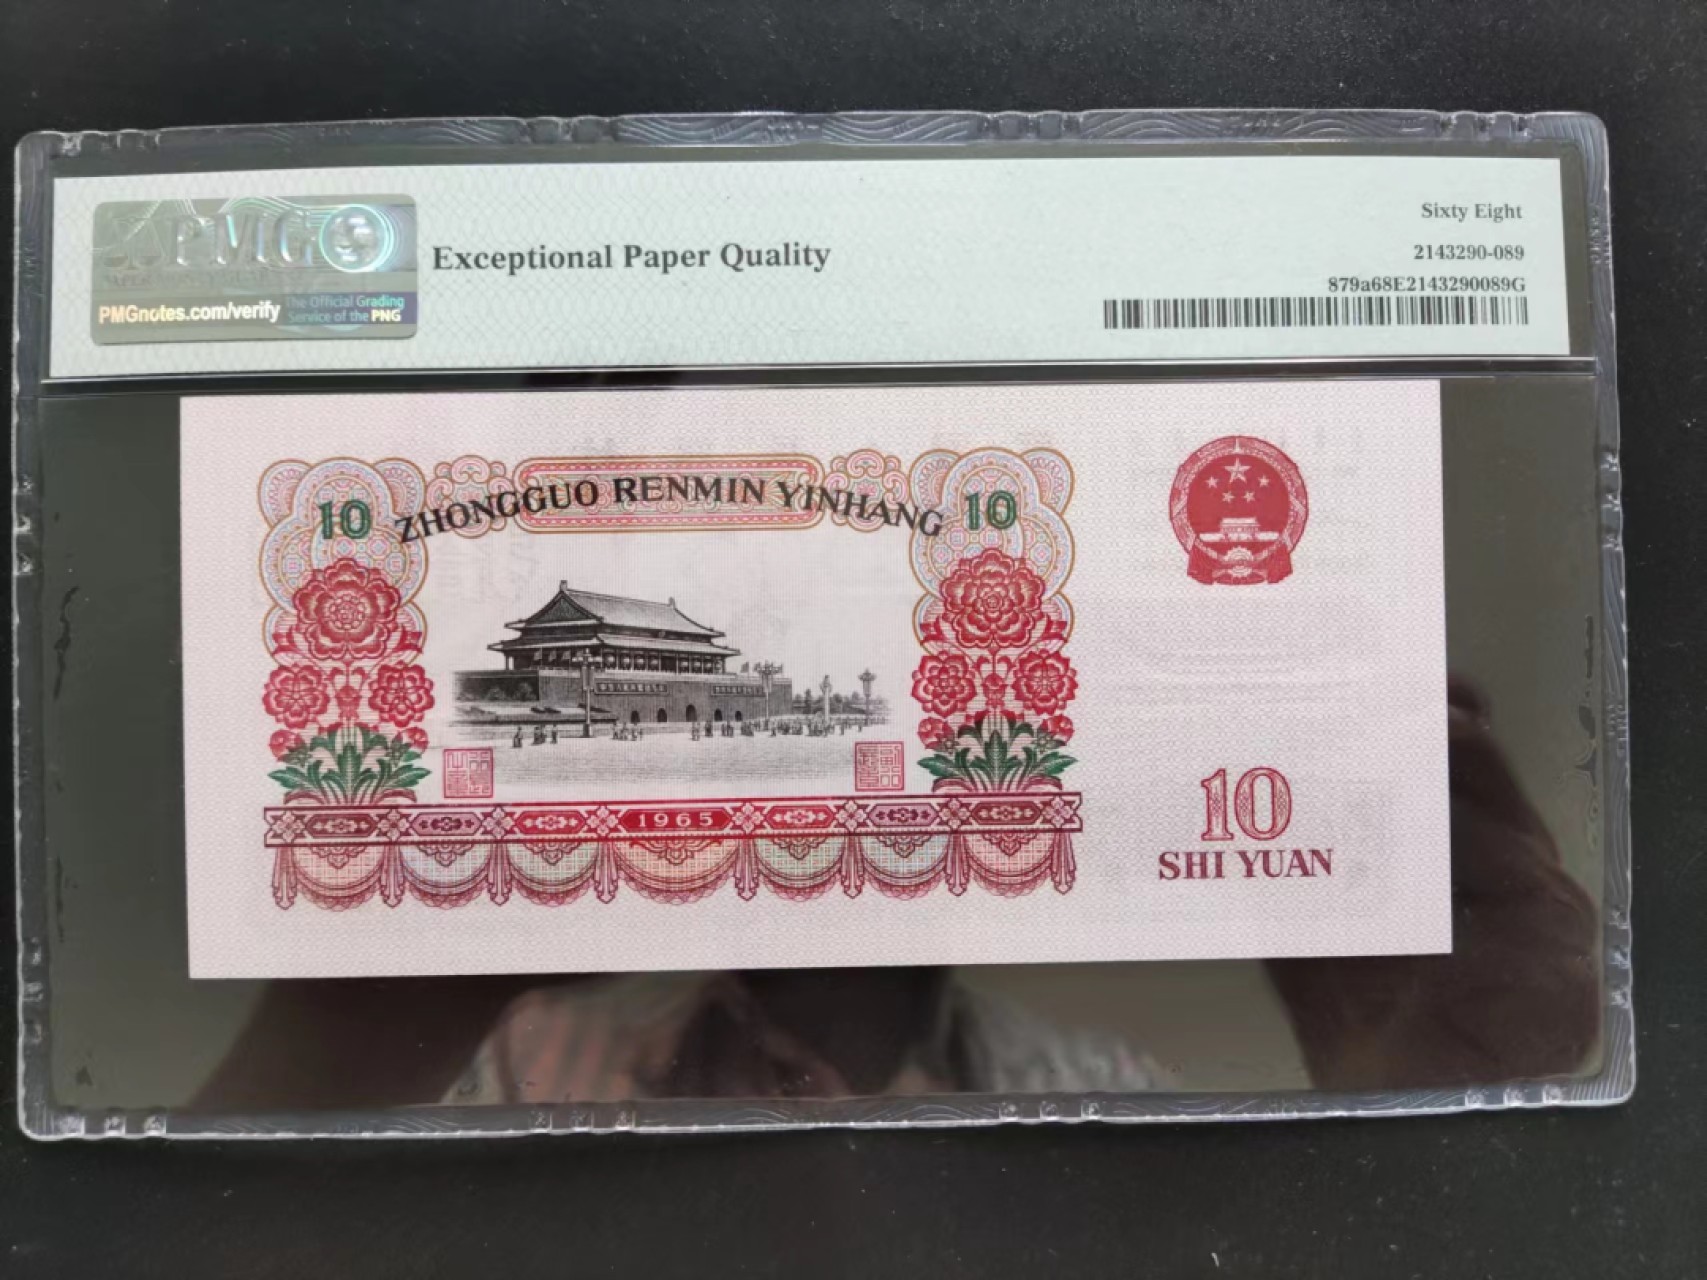 PMG
PMGnotes.com/verify
The Official Grading
Service of the PNG
Exceptional Paper Quality
Sixty Eight
2143290-089
879a68E2143290089G
10 ZHONGGUO RENMIN YINHANG 10
1965
10
SHI YUAN